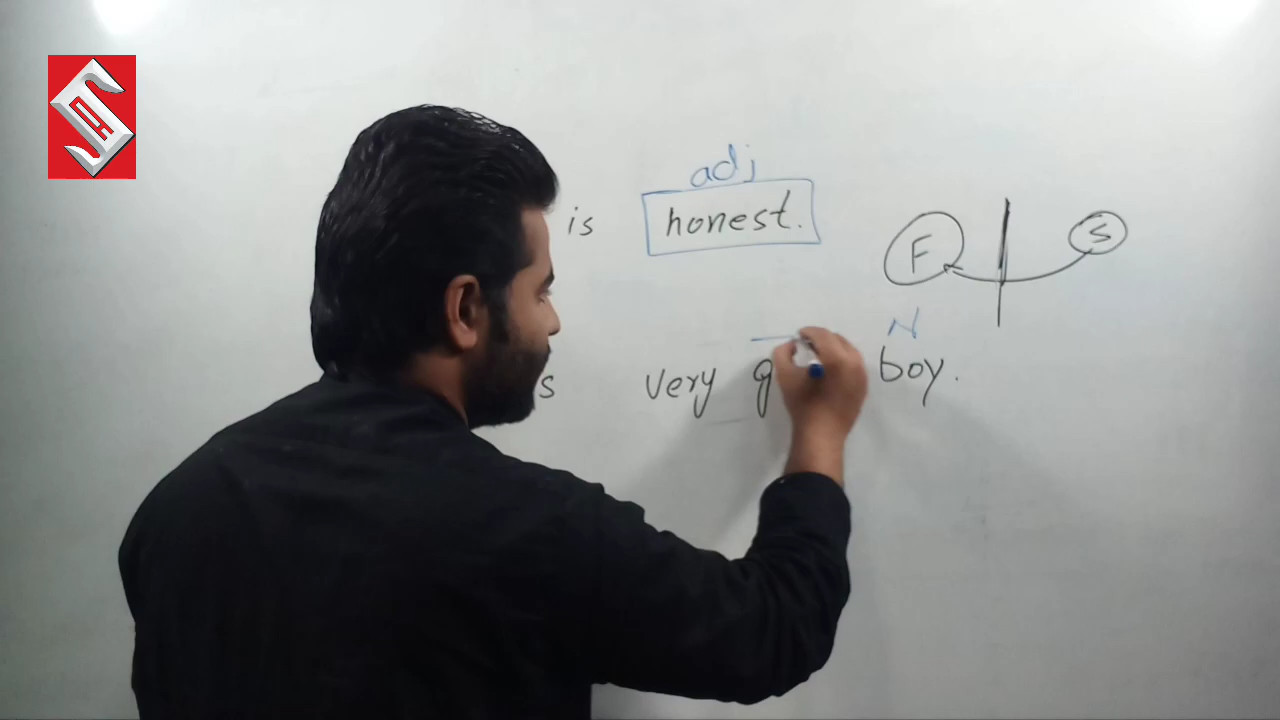 adj
is honest.
F S
N
very boy.